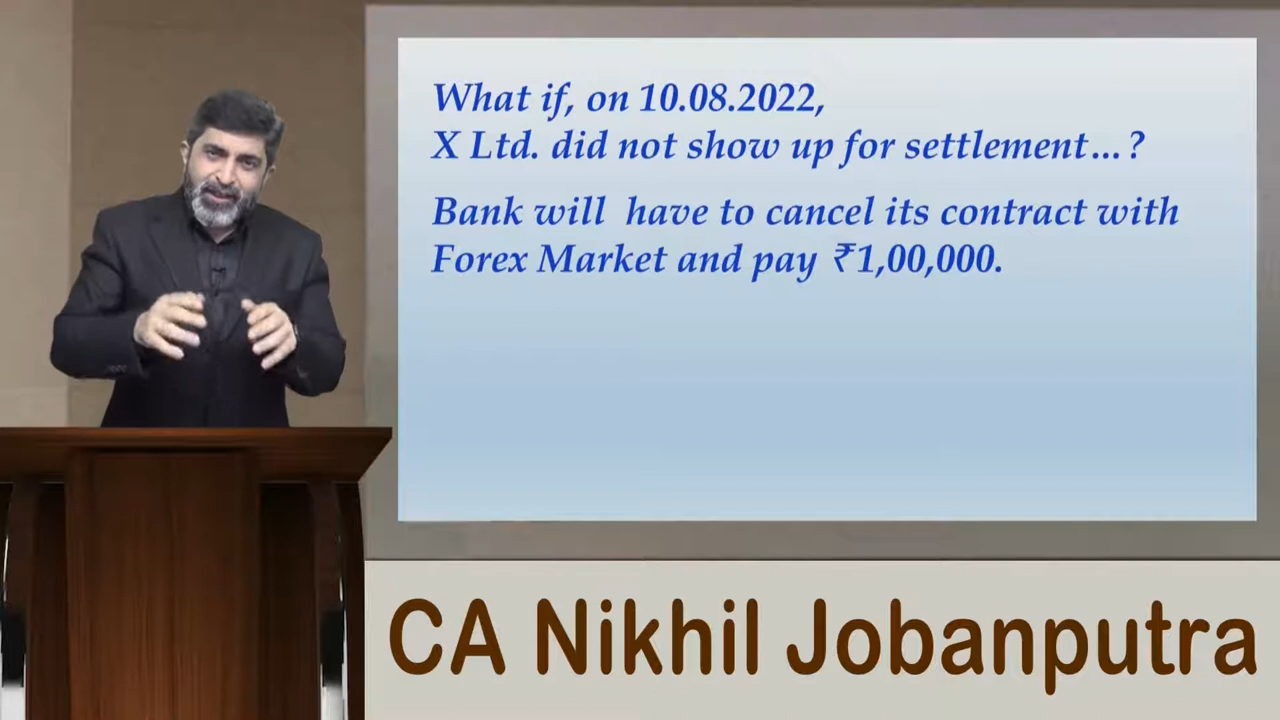 What if, on 10.08.2022,
X Ltd. did not show up for settlement...?
Bank will have to cancel its contract with
Forex Market and pay ₹1,00,000.
CA Nikhil Jobanputra